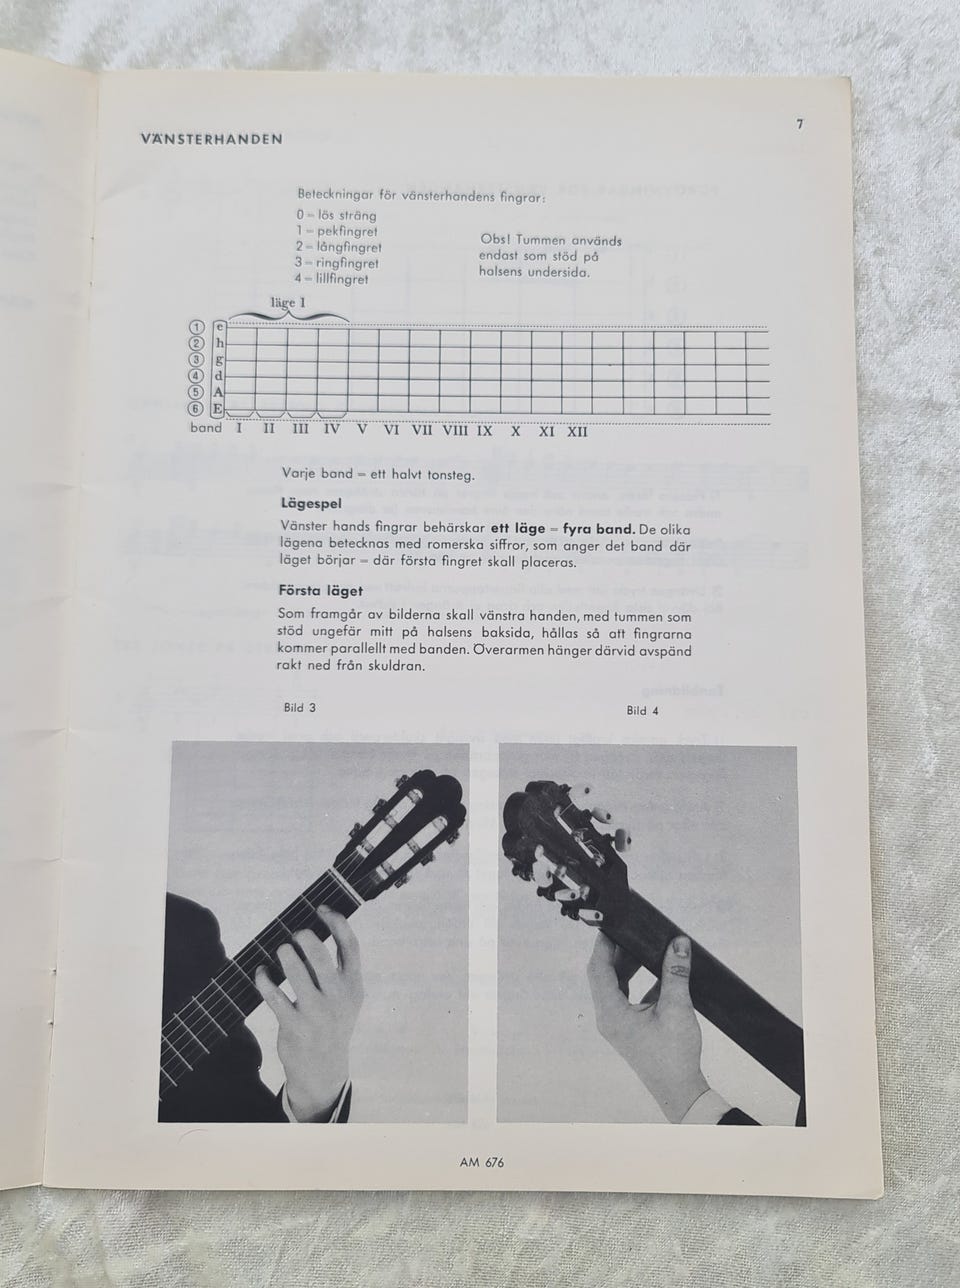 7
VÄNSTERHANDEN
Beteckningar för vänsterhandens fingrar:
0 = lös sträng
1 = pekfingret
2 = långfingret
3 = ringfingret
4 = lillfingret
Obs! Tummen används
endast som stöd på
halsens undersida.
läge I
① e
② h
③ g
④ d
⑤ A
⑥ E
band I II III IV V VI VII VIII IX X XI XII
Varje band = ett halvt tonsteg.
Lägespel
Vänster hands fingrar behärskar ett läge = fyra band. De olika
lägena betecknas med romerska siffror, som anger det band där
läget börjar = där första fingret skall placeras.
Första läget
Som framgår av bilderna skall vänstra handen, med tummen som
stöd ungefär mitt på halsens baksida, hållas så att fingrarna
kommer parallellt med banden. Överarmen hänger därvid avspänd
rakt ned från skuldran.
Bild 3
Bild 4
AM 676